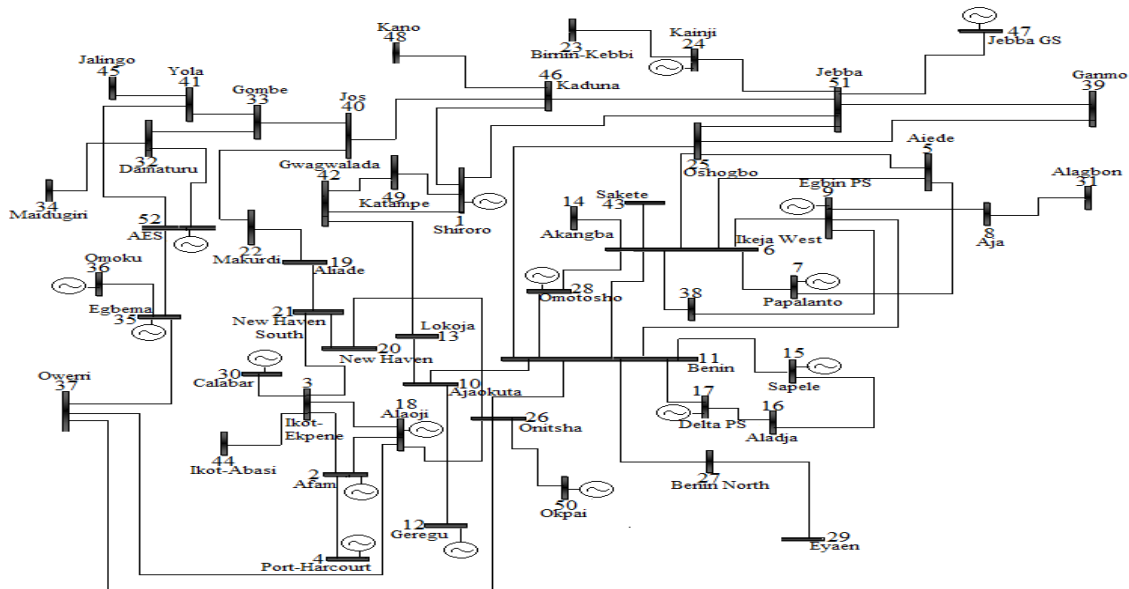 Kano
48
23
Birnin-Kebbi
Kainji
24
47
Jebba GS
Jalingo
45
Yola
41
Gombe
33
Jos
40
46
Kaduna
Jebba
51
Ganmo
39
32
Damaturu
Gwagwalada
42
49
Katampe
1
Shiroro
25
Oshogbo
Aiede
5
34
Maidugiri
Sakete
43
14
Akangba
Egbin PS
9
Alagbon
31
8
Aja
52
AES
22
Makurdi
19
Aliade
Ikeja West
6
7
Papalanto
Omoku
36
Egbema
35
28
Omotosho
38
21
New Haven
South
20
New Haven
Lokoja
13
11
Benin
15
Sapele
Owerri
37
30
Calabar
3
Ikot-
Ekpene
10
Ajaokuta
18
Alaoji
26
Onitsha
17
Delta PS
16
Aladja
44
Ikot-Abasi
2
Afam
27
Benin North
50
Okpai
12
Geregu
29
Eyaen
4
Port-Harcourt